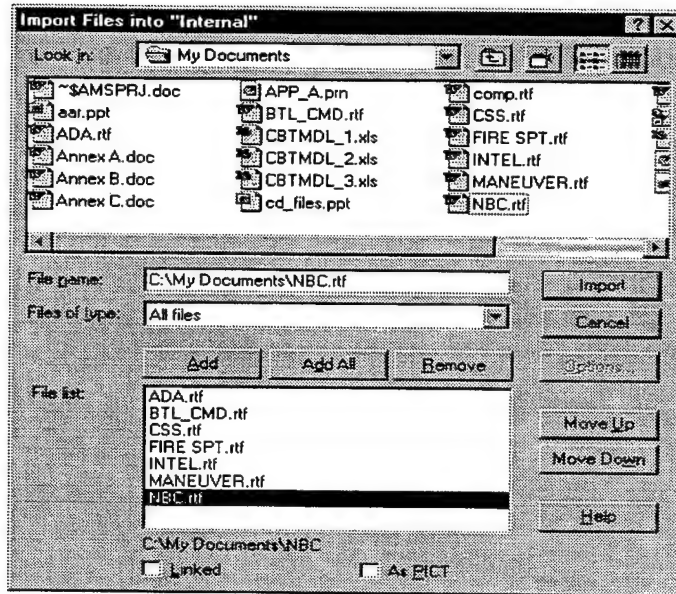 Import Files into "Internal"
Look in: My Documents
~$AMSPRJ.doc APP_A.prn comp.rtf
aar.ppt BTL_CMD.rtf CSS.rtf
ADA.rtf CBTMDL_1.xls FIRE SPT.rtf
Annex A.doc CBTMDL_2.xls INTEL.rtf
Annex B.doc CBTMDL_3.xls MANEUVER.rtf
Annex C.doc cd_files.ppt NBC.rtf
File name: C:\My Documents\NBC.rtf Import
Files of type: All files Cancel
Add Add All Remove Options...
File list:
ADA.rtf
BTL_CMD.rtf
CSS.rtf Move Up
FIRE SPT.rtf
INTEL.rtf Move Down
MANEUVER.rtf
NBC.rtf
Help
C:\My Documents\NBC
Linked As PICT